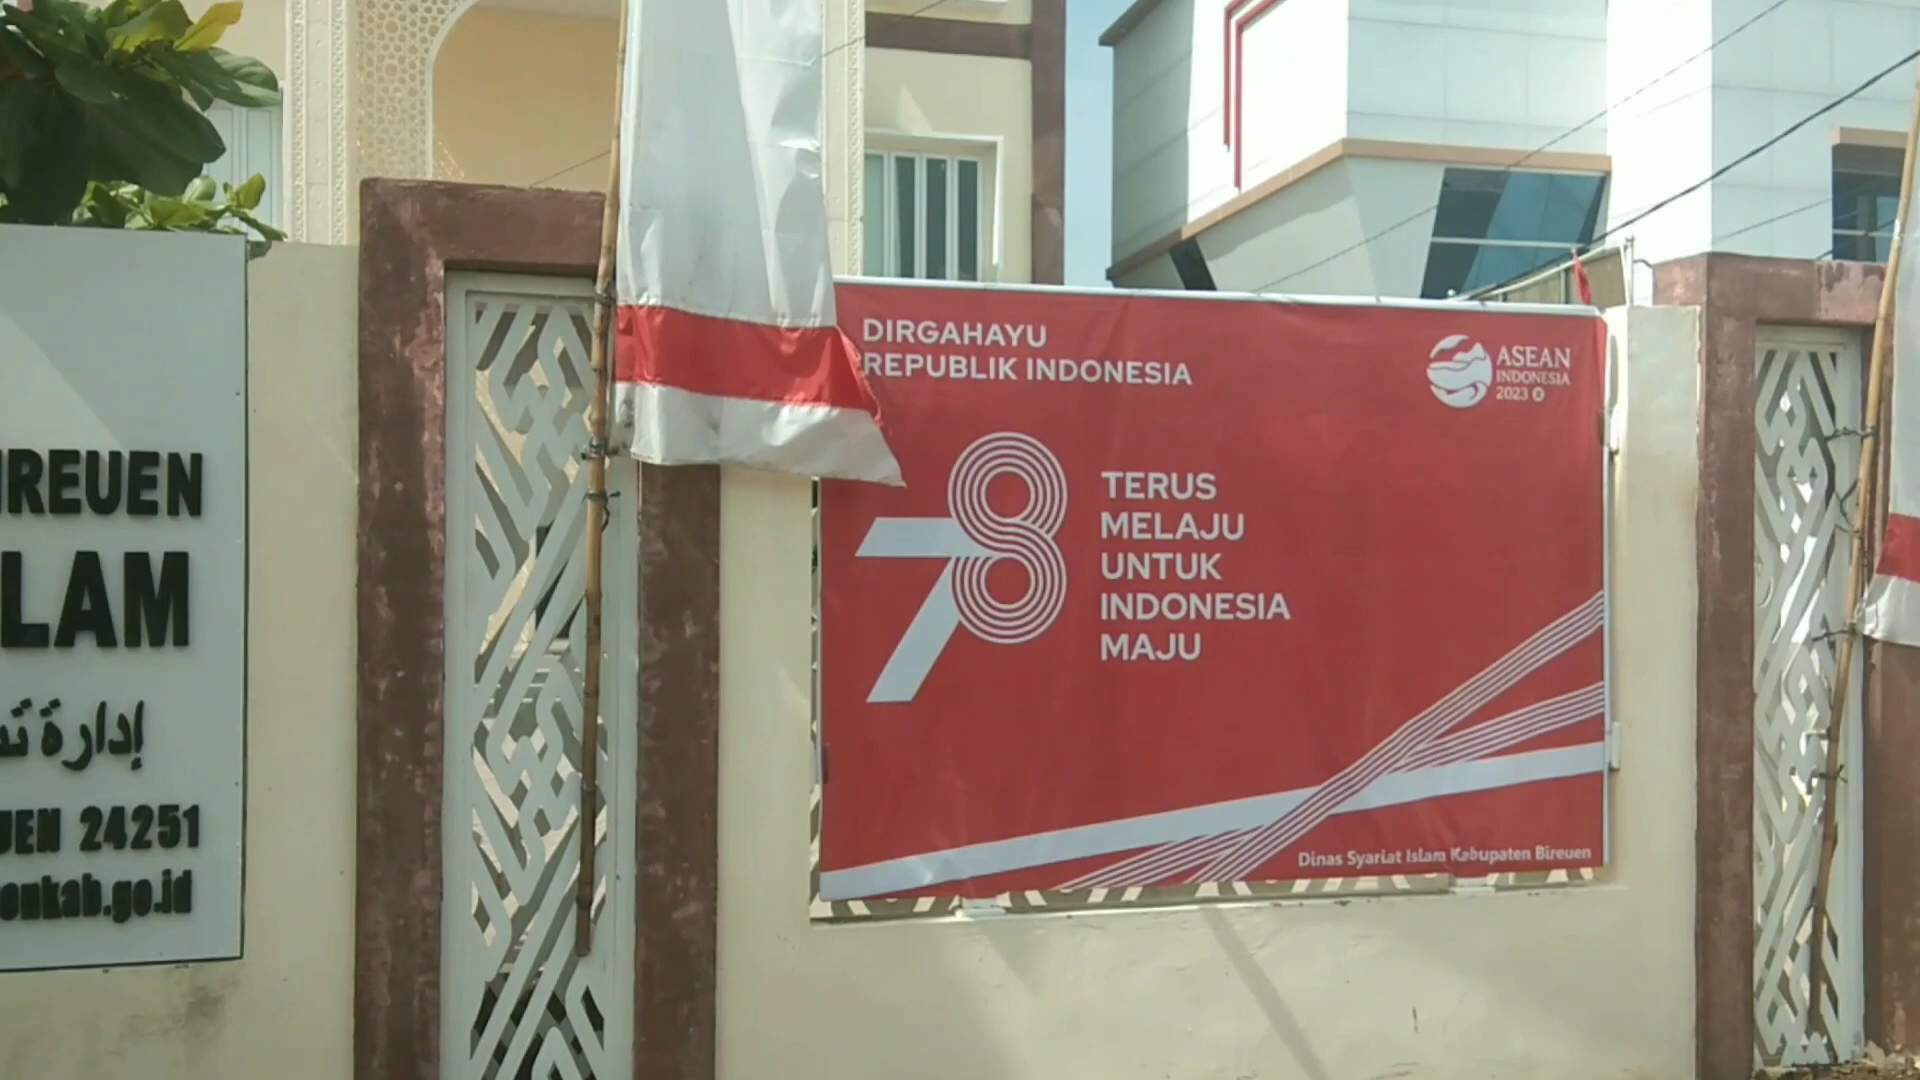 IREUEN
LAM
إدارة
UEN 24251
onkab.go.id
DIRGAHAYU
REPUBLIK INDONESIA
ASEAN
INDONESIA
2023
78
TERUS
MELAJU
UNTUK
INDONESIA
MAJU
Dinas Syariat Islam Kabupaten Bireuen